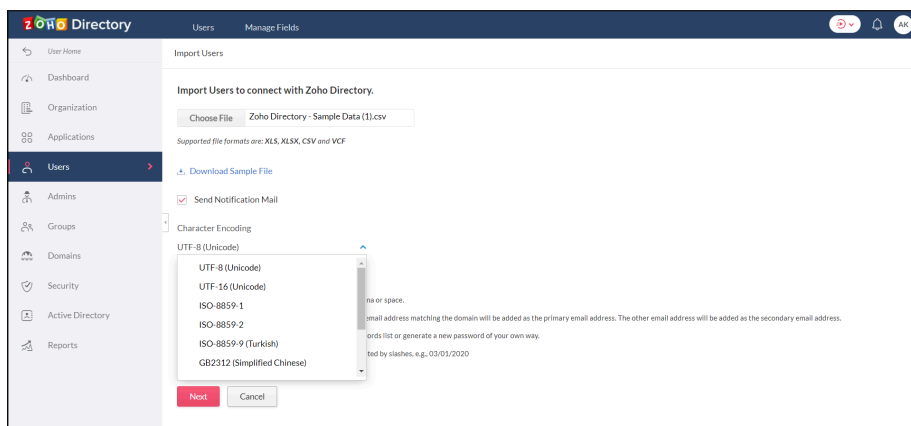 ZOHO Directory
Users Manage Fields
AK
User Home
Import Users
Dashboard
Organization
Applications
Users
Admins
Groups
Domains
Security
Active Directory
Reports
Import Users to connect with Zoho Directory.
Choose File Zoho Directory - Sample Data (1).csv
Supported file formats are: XLS, XLSX, CSV and VCF
Download Sample File
Send Notification Mail
Character Encoding
UTF-8 (Unicode)
UTF-8 (Unicode)
UTF-16 (Unicode)
ISO-8859-1
ISO-8859-2
ISO-8859-9 (Turkish)
GB2312 (Simplified Chinese)
or space.
email address matching the domain will be added as the primary email address. The other email address will be added as the secondary email address.
list or generate a new password of your own way.
by slashes, e.g., 03/01/2020
Next Cancel